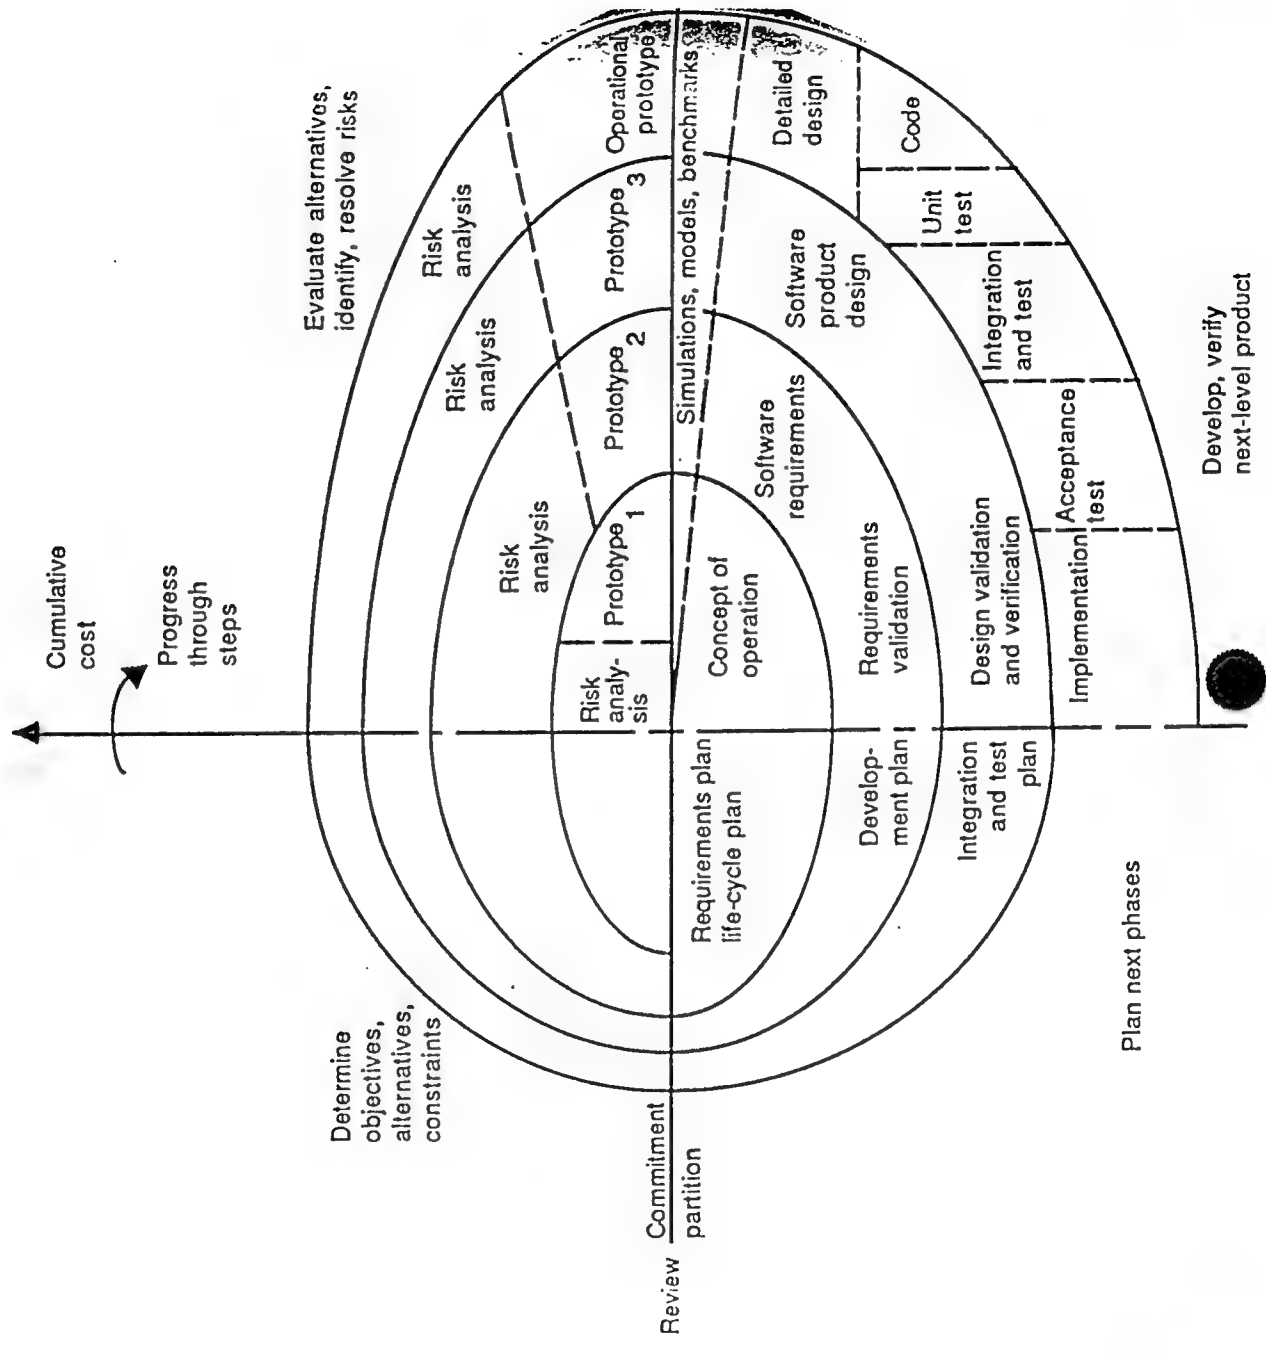 Cumulative
cost
Progress
through
steps
Evaluate alternatives,
identify, resolve risks
Determine
objectives,
alternatives,
constraints
Risk
analysis
Risk
analysis
Risk
analysis
Risk
analy-
sis
Prototype 1
Prototype 2
Prototype 3
Operational
prototype
Review
Commitment
partition
Simulations, models, benchmarks
Requirements plan
life-cycle plan
Concept of
operation
Software
requirements
Software
product
design
Detailed
design
Code
Unit
test
Integration
and test
Acceptance
test
Implementation
Develop-
ment plan
Requirements
validation
Integration
and test
plan
Design validation
and verification
Plan next phases
Develop, verify
next-level product